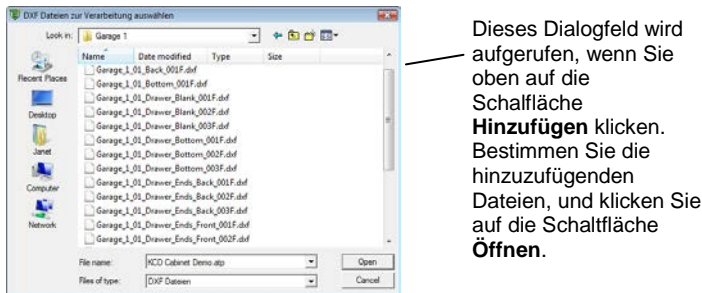 DXF Dateien zur Verarbeitung auswählen
Look in: Garage 1
Name Date modified Type Size
Recent Places
Desktop
Janet
Computer
Network
Garage_1_01_Back_001F.dxf
Garage_1_01_Bottom_001F.dxf
Garage_1_01_Drawer_Blank_001F.dxf
Garage_1_01_Drawer_Blank_002F.dxf
Garage_1_01_Drawer_Blank_003F.dxf
Garage_1_01_Drawer_Bottom_001F.dxf
Garage_1_01_Drawer_Bottom_002F.dxf
Garage_1_01_Drawer_Bottom_003F.dxf
Garage_1_01_Drawer_Ends_Back_001F.dxf
Garage_1_01_Drawer_Ends_Back_002F.dxf
Garage_1_01_Drawer_Ends_Back_003F.dxf
Garage_1_01_Drawer_Ends_Front_001F.dxf
Garage_1_01_Drawer_Ends_Front_002F.dxf
File name: KCD Cabinet Demo.atp Open
Files of type: DXF Dateien Cancel
Dieses Dialogfeld wird
aufgerufen, wenn Sie
oben auf die
Schalfläche
Hinzufügen klicken.
Bestimmen Sie die
hinzuzufügenden
Dateien, und klicken Sie
auf die Schaltfläche
Öffnen.